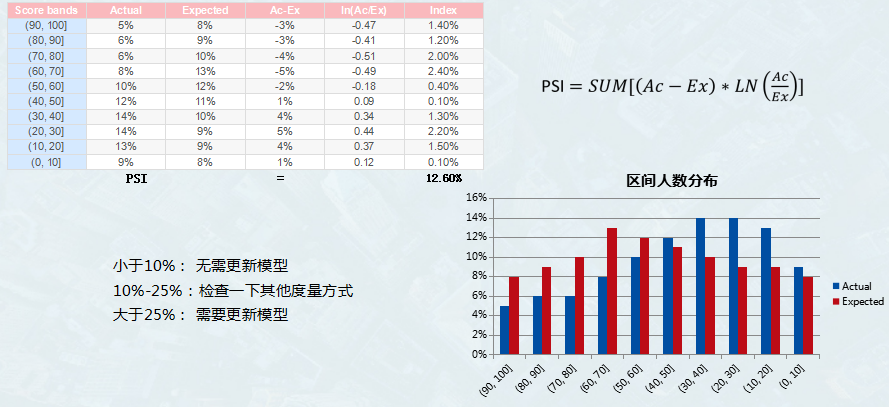 Score bands Actual Expected Ac-Ex ln(Ac/Ex) Index
(90, 100] 5% 8% -3% -0.47 1.40%
(80, 90] 6% 9% -3% -0.41 1.20%
(70, 80] 6% 10% -4% -0.51 2.00%
(60, 70] 8% 13% -5% -0.49 2.40%
(50, 60] 10% 12% -2% -0.18 0.40%
(40, 50] 12% 11% 1% 0.09 0.10%
(30, 40] 14% 10% 4% 0.34 1.30%
(20, 30] 14% 9% 5% 0.44 2.20%
(10, 20] 13% 9% 4% 0.37 1.50%
(0, 10] 9% 8% 1% 0.12 0.10%
PSI = 12.60%
PSI = SUM[(Ac − Ex) * LN (Ac/Ex)]
小于10%： 无需更新模型
10%-25%：检查一下其他度量方式
大于25%： 需要更新模型
区间人数分布
16%
14%
12%
10%
8%
6%
4%
2%
0%
(90, 100] (80, 90] (70, 80] (60, 70] (50, 60] (40, 50] (30, 40] (20, 30] (10, 20] (0, 10]
Actual
Expected